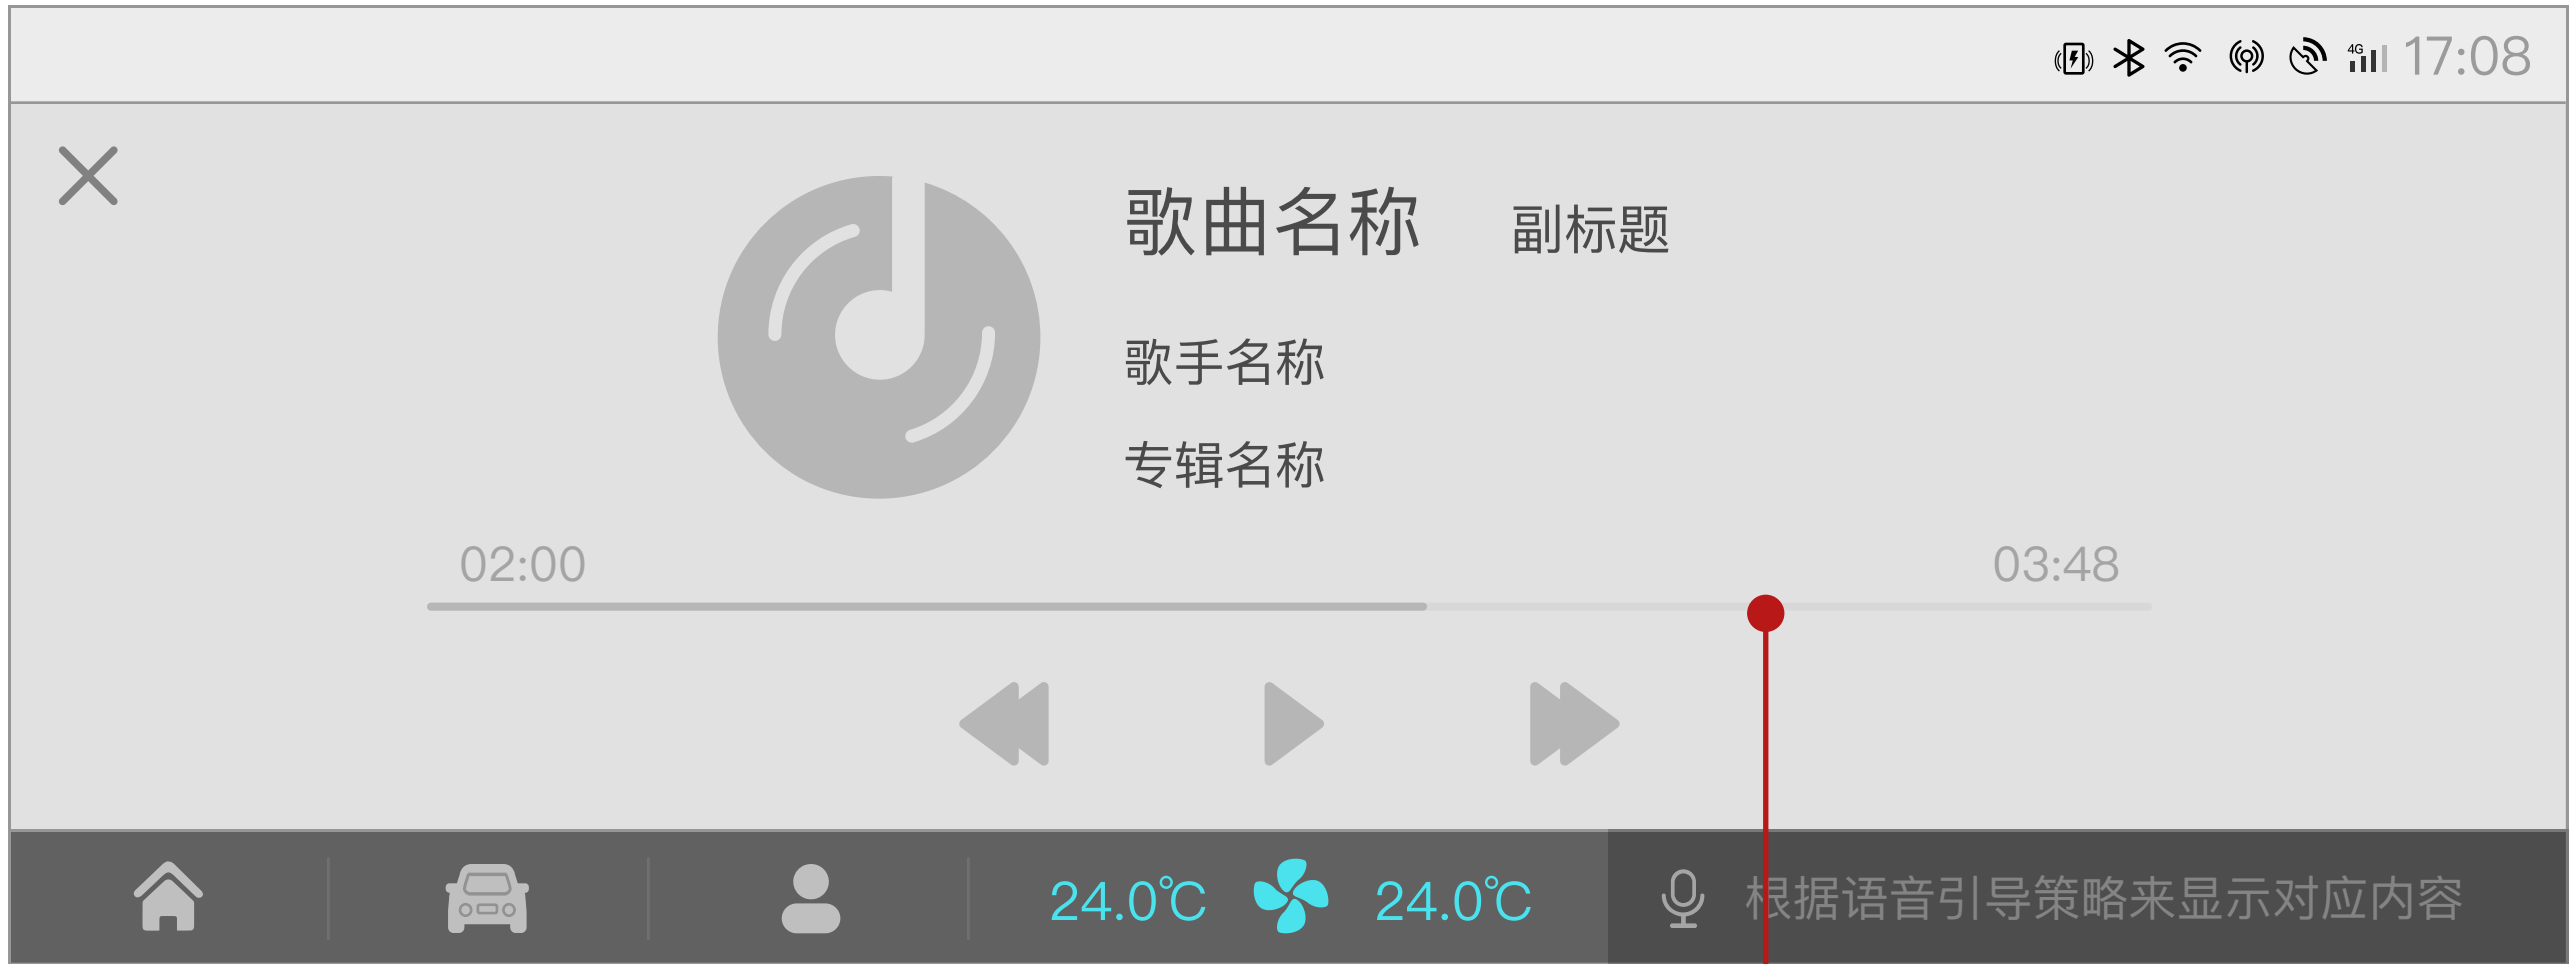 4G 17:08
歌曲名称 副标题
歌手名称
专辑名称
02:00 03:48
24.0℃ 24.0℃ 根据语音引导策略来显示对应内容